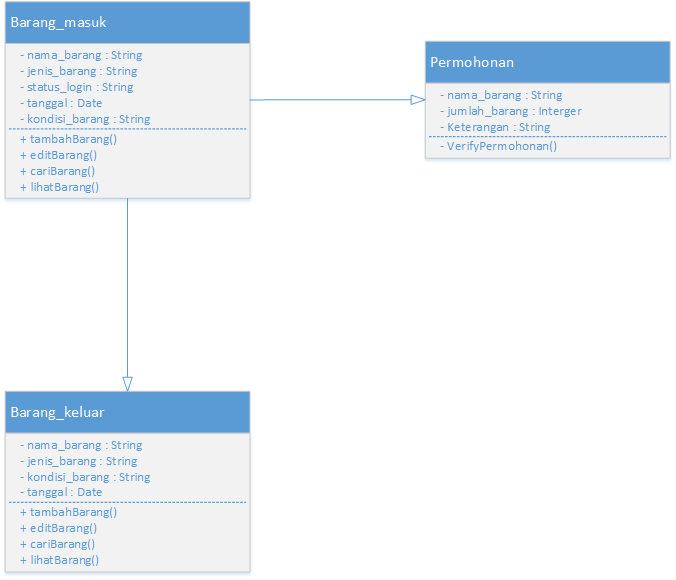 Barang_masuk
- nama_barang : String
- jenis_barang : String
- status_login : String
- tanggal : Date
- kondisi_barang : String
+ tambahBarang()
+ editBarang()
+ cariBarang()
+ lihatBarang()
Permohonan
- nama_barang : String
- jumlah_barang : Interger
- Keterangan : String
- VerifyPermohonan()
Barang_keluar
- nama_barang : String
- jenis_barang : String
- kondisi_barang : String
- tanggal : Date
+ tambahBarang()
+ editBarang()
+ cariBarang()
+ lihatBarang()